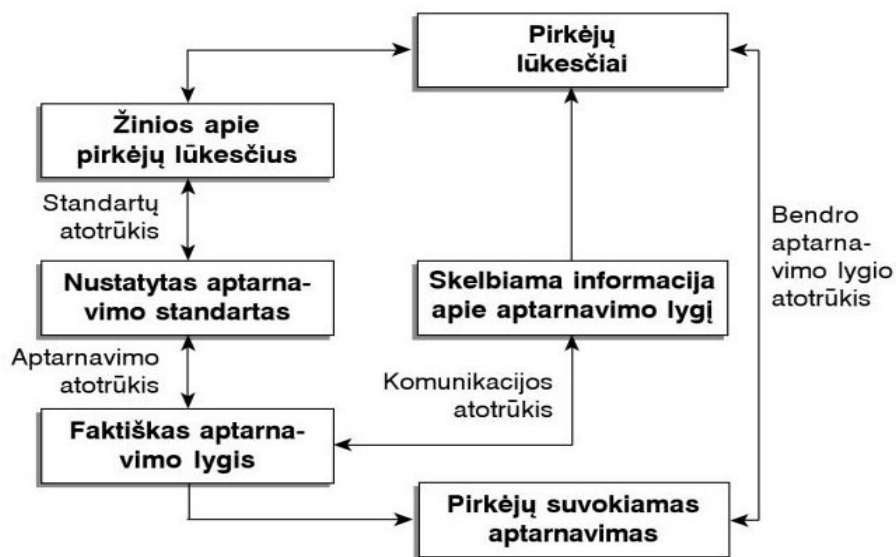 Pirkėjų
lūkesčiai
Žinios apie
pirkėjų lūkesčius
Standartų
atotrūkis
Nustatytas aptarna-
vimo standartas
Skelbiama informacija
apie aptarnavimo lygį
Bendro
aptarna-
vimo lygio
atotrūkis
Aptarnavimo
atotrūkis
Komunikacijos
atotrūkis
Faktiškas aptarna-
vimo lygis
Pirkėjų suvokiamas
aptarnavimas